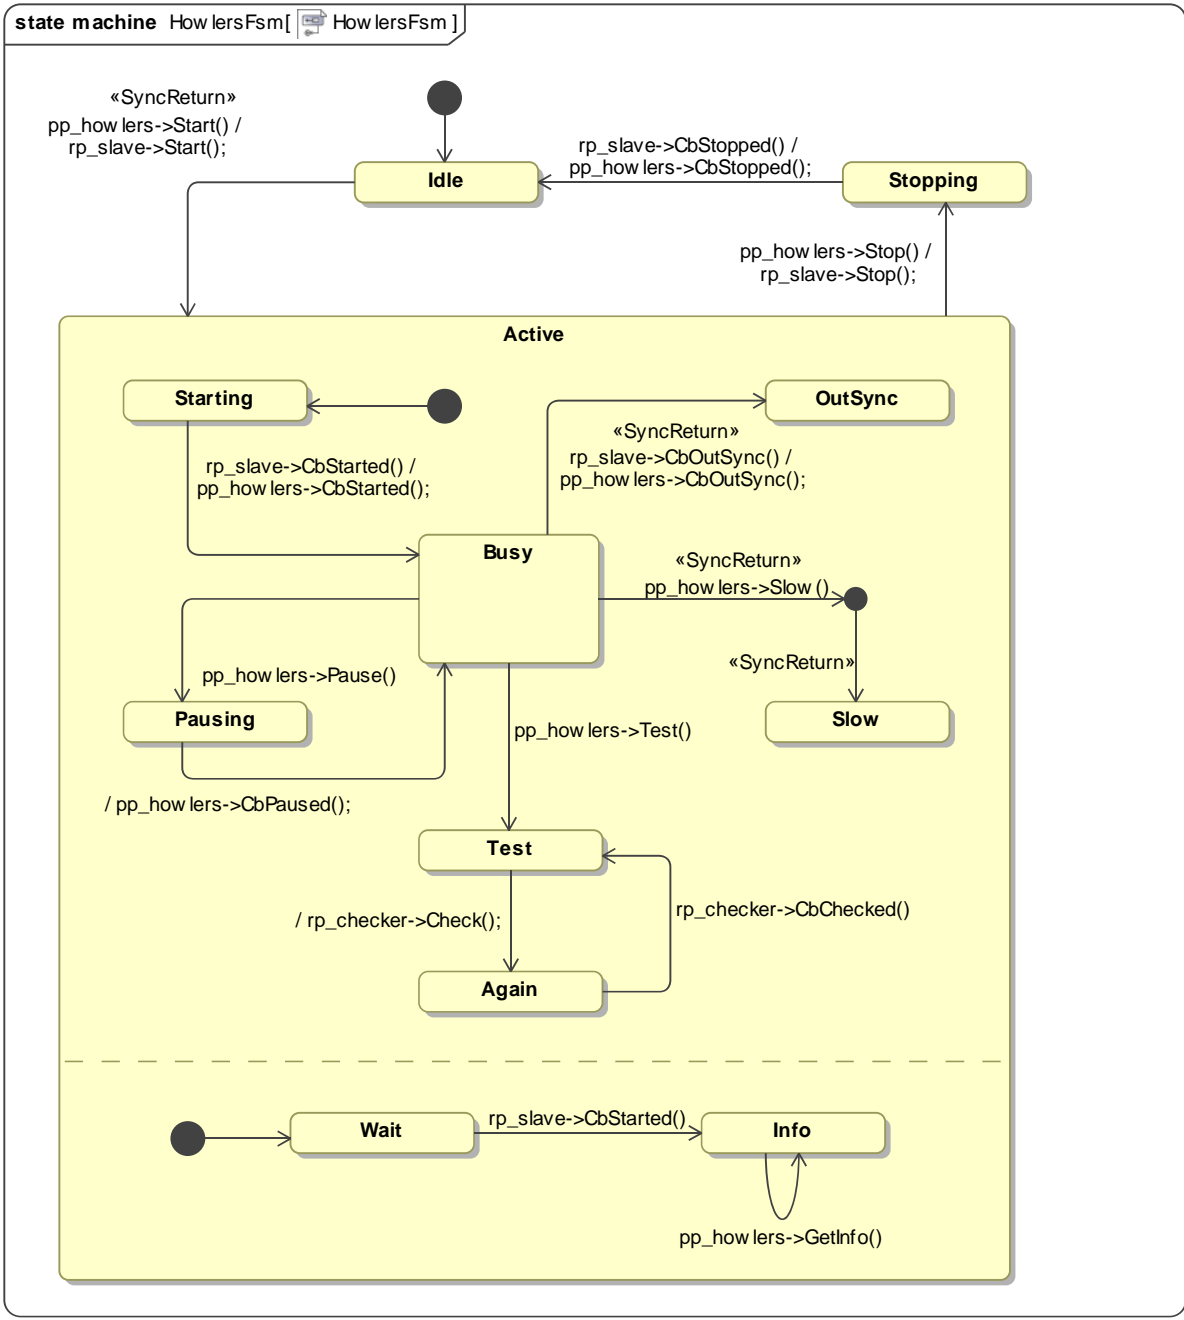 state machine HowlersFsm[ HowlersFsm ]
«SyncReturn»
pp_howlers->Start() /
rp_slave->Start();
Idle
rp_slave->CbStopped() /
pp_howlers->CbStopped();
Stopping
pp_howlers->Stop() /
rp_slave->Stop();
Active
Starting
OutSync
«SyncReturn»
rp_slave->CbOutSync() /
pp_howlers->CbOutSync();
rp_slave->CbStarted() /
pp_howlers->CbStarted();
Busy
«SyncReturn»
pp_howlers->Slow()
«SyncReturn»
pp_howlers->Pause()
Pausing
Slow
pp_howlers->Test()
/ pp_howlers->CbPaused();
Test
/ rp_checker->Check();
rp_checker->CbChecked()
Again
Wait
rp_slave->CbStarted()
Info
pp_howlers->GetInfo()